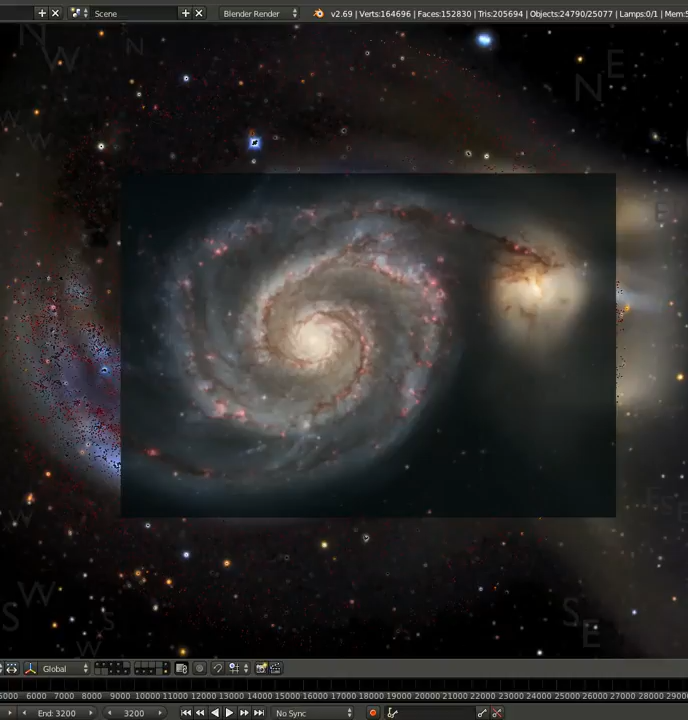 Scene
Blender Render
v2.69 | Verts:164696 | Faces:152830 | Tris:205694 | Objects:24790/25077 | Lamps:0/1 | Mem:
N
W
N
E
N
W
W
E
W
W
S
S
W
S
E
Global
5000 6000 7000 8000 9000 10000 11000 12000 13000 14000 15000 16000 17000 18000 19000 20000 21000 22000 23000 24000 25000 26000 27000 28000 29000
End: 3200
3200
No Sync